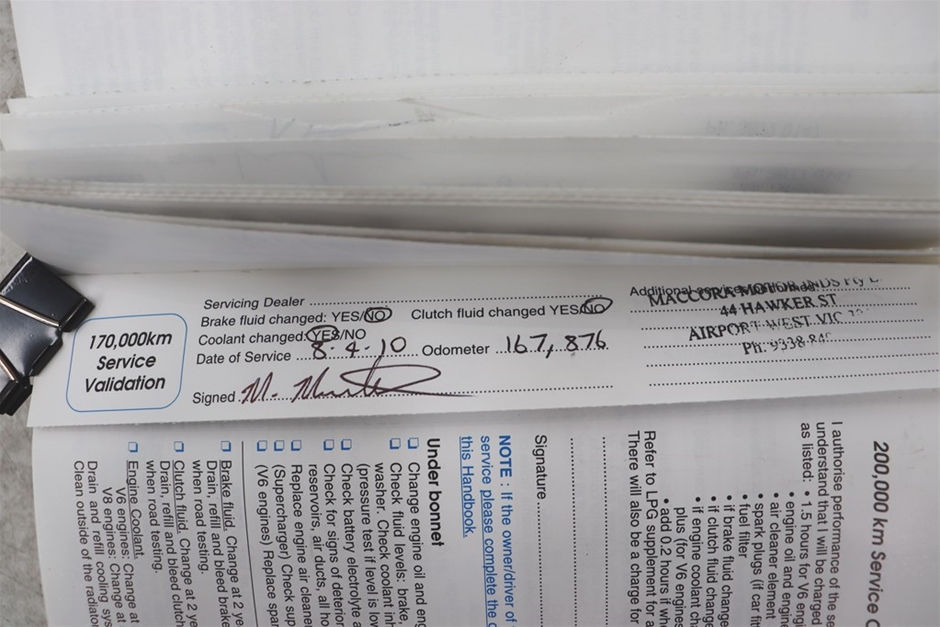 170,000km
Service
Validation
Servicing Dealer
Brake fluid changed: YES/NO Clutch fluid changed YES/NO
Coolant changed: YES/NO
Date of Service 8.4.10 Odometer 167,876
Signed
Additional
MACCORA MOTOR
44 HAWKER ST
AIRPORT WEST VIC
Ph: 9338
200,000 km Service
I authorise performance of the
understand that I will be charged
as listed: • 1.5 hours for V6
• engine oil and
• air cleaner element
• spark plugs (if car
• fuel filter
• if brake fluid
• if clutch fluid
• if engine coolant
plus (for V6 engines
• add 0.2 hours if
Refer to LPG supplement for
There will also be a charge for
Signature
NOTE : If the owner/driver of
service please complete the
this Handbook.
Under bonnet
Change engine oil and
Check fluid levels: brake,
washer. Check coolant
(pressure test if level is
Check battery electrolyte
Check for signs of
reservoirs, air ducts, all
Replace engine air
(Supercharger) Check
(V6 engines) Replace
Brake fluid. Change at 2
Drain, refill and bleed
when road testing.
Clutch fluid. Change at 2
Drain, refill and bleed clutch
when road testing.
Engine Coolant.
V6 engines: Change at
V8 engines: Change at
Drain and refill cooling
Clean outside of the